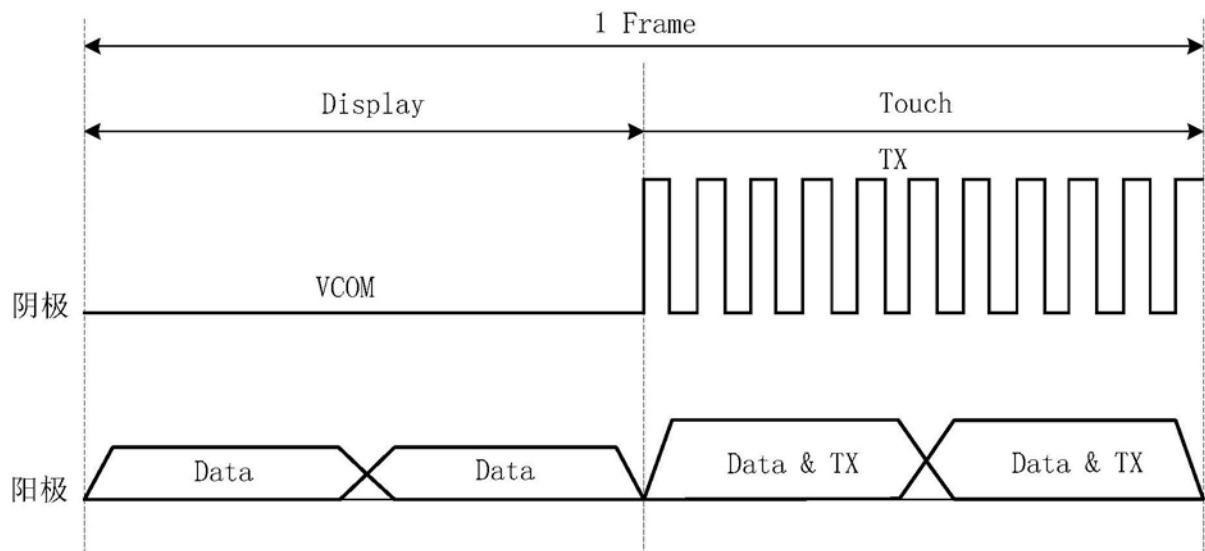 1 Frame
Display
Touch
TX
VCOM
阴极
Data
Data
Data & TX
Data & TX
阳极